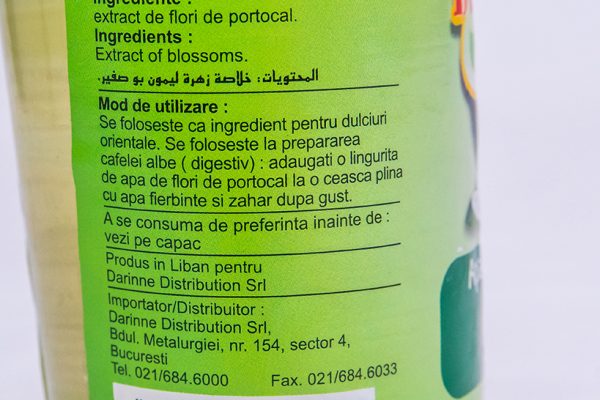 Ingrediente :
extract de flori de portocal.
Ingredients :
Extract of blossoms.
المحتويات: خلاصة زهرة ليمون بو صفير.
Mod de utilizare :
Se foloseste ca ingredient pentru dulciuri
orientale. Se foloseste la prepararea
cafelei albe ( digestiv) : adaugati o lingurita
de apa de flori de portocal la o ceasca plina
cu apa fierbinte si zahar dupa gust.
A se consuma de preferinta inainte de :
vezi pe capac
Produs in Liban pentru
Darinne Distribution Srl
Importator/Distribuitor :
Darinne Distribution Srl,
Bdul. Metalurgiei, nr. 154, sector 4,
Bucuresti
Tel. 021/684.6000 Fax. 021/684.6033